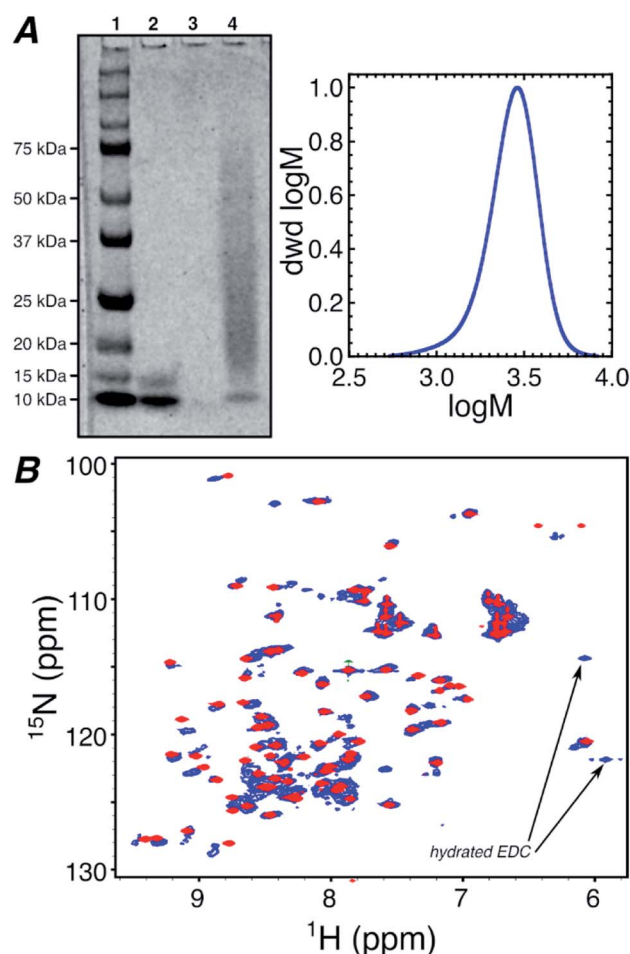 A
1 2 3 4
75 kDa
50 kDa
37 kDa
25 kDa
20 kDa
15 kDa
10 kDa
dwd logM
1.0
0.8
0.6
0.4
0.2
0.0
2.5 3.0 3.5 4.0
logM
B
100
110
120
130
15N (ppm)
hydrated EDC
9 8 7 6
1H (ppm)